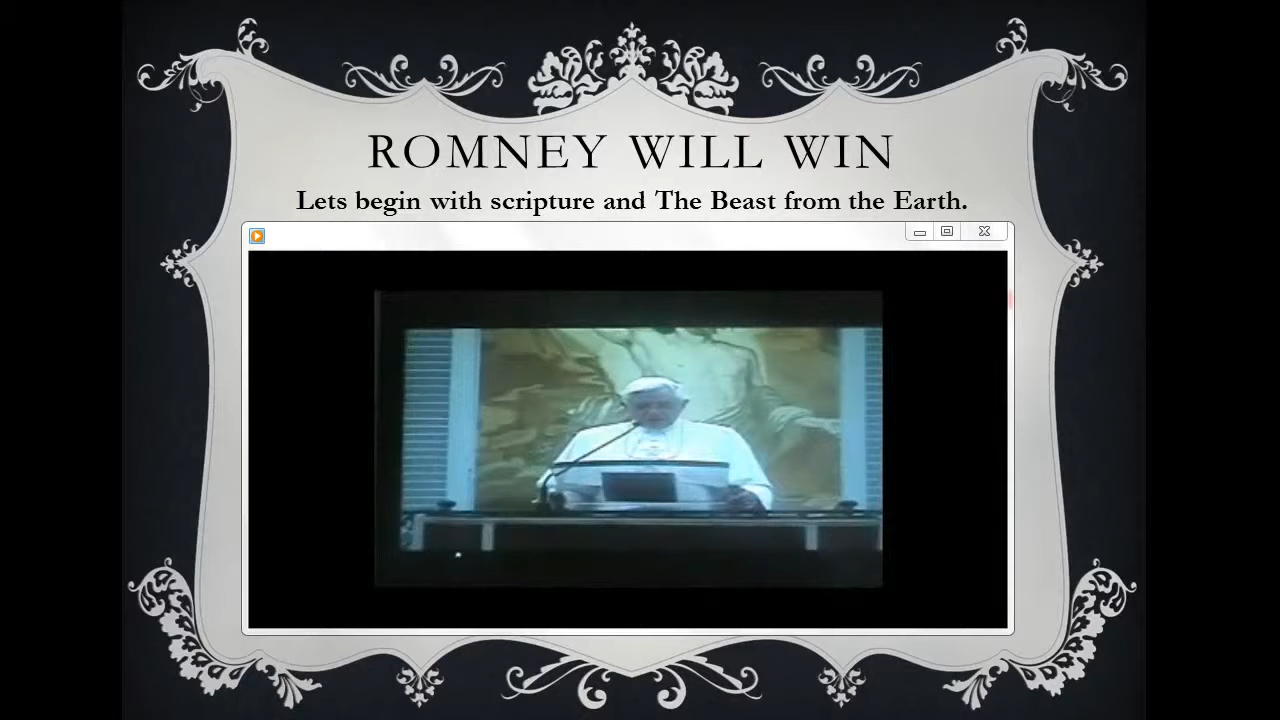 ROMNEY WILL WIN
Lets begin with scripture and The Beast from the Earth.